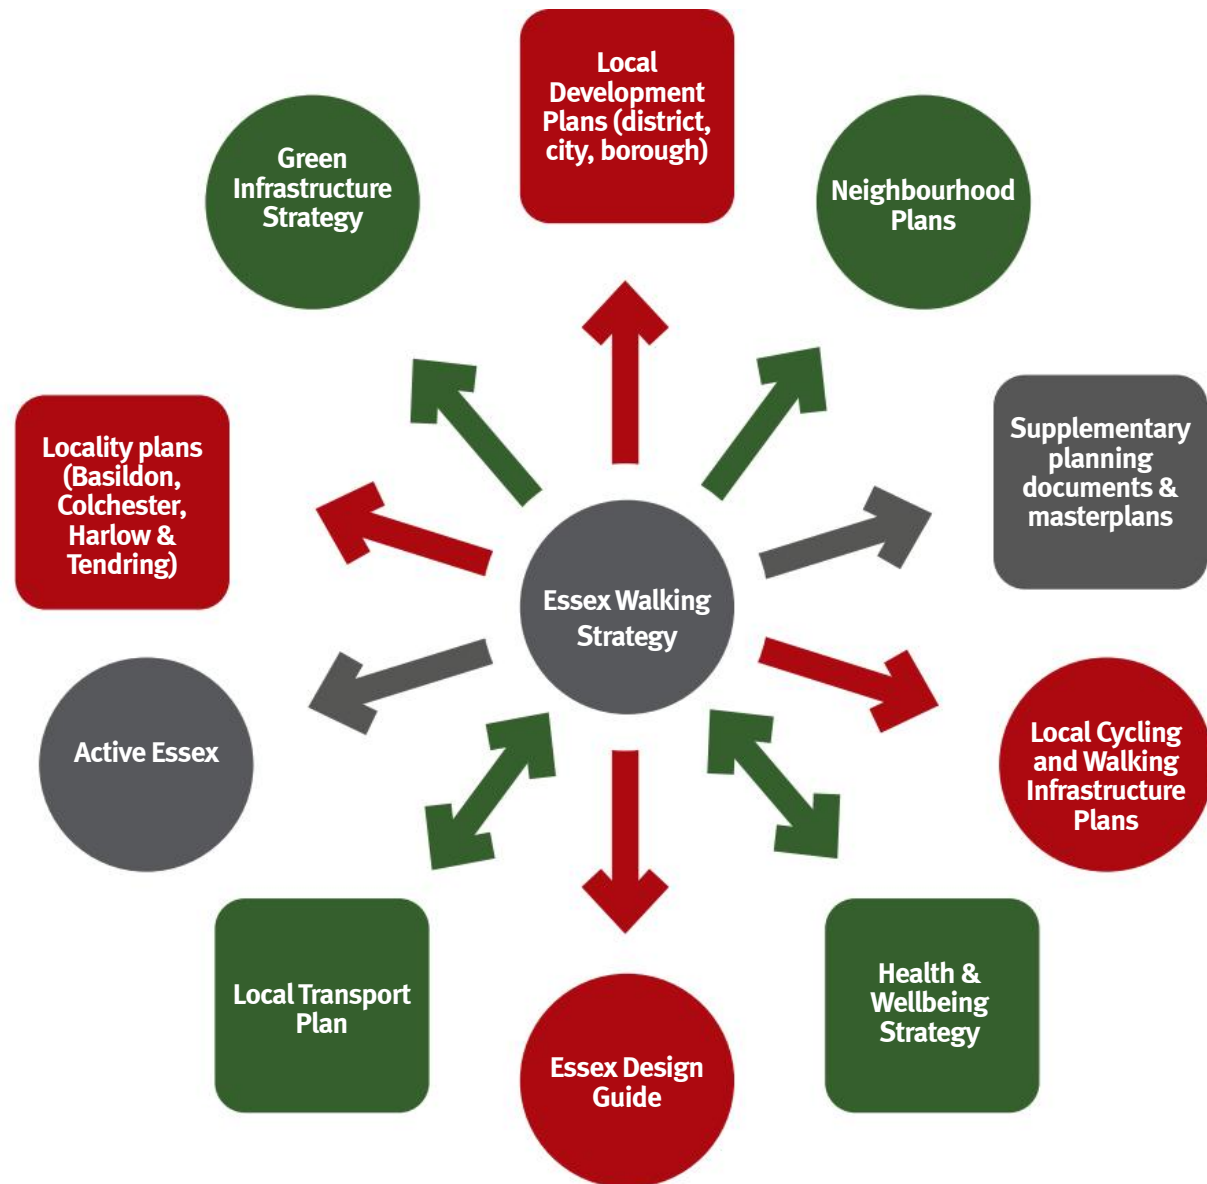 Local
Development
Plans (district,
city, borough)
Green
Infrastructure
Strategy
Neighbourhood
Plans
Locality plans
(Basildon,
Colchester,
Harlow &
Tendring)
Supplementary
planning
documents &
masterplans
Essex Walking
Strategy
Active Essex
Local Cycling
and Walking
Infrastructure
Plans
Local Transport
Plan
Health &
Wellbeing
Strategy
Essex Design
Guide